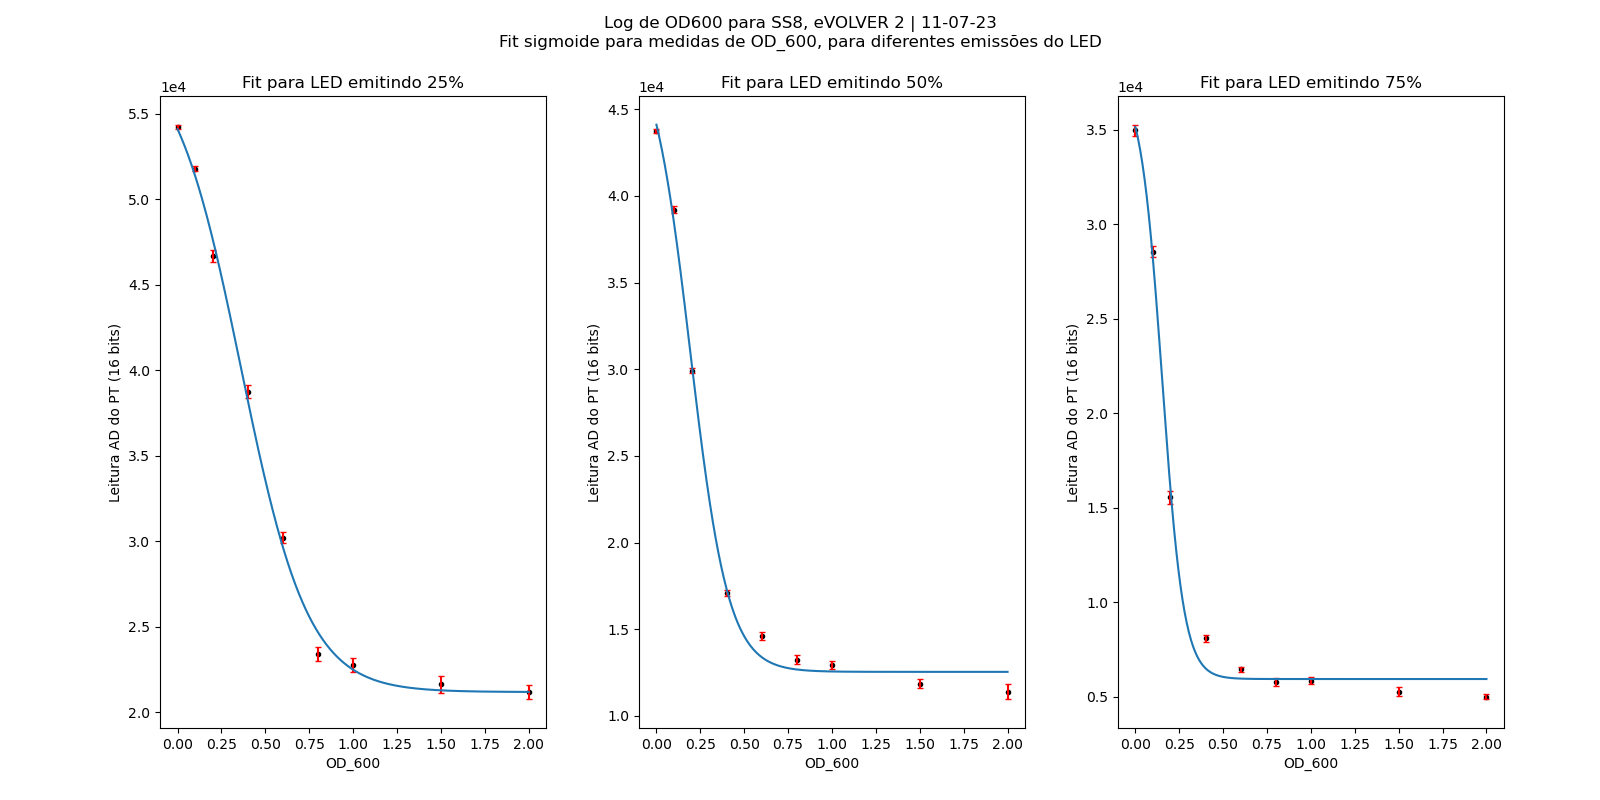 Log de OD600 para SS8, eVOLVER 2 | 11-07-23
Fit sigmoide para medidas de OD_600, para diferentes emissões do LED
Fit para LED emitindo 25%
1e4
5.5
5.0
4.5
4.0
3.5
3.0
2.5
2.0
Leitura AD do PT (16 bits)
0.00 0.25 0.50 0.75 1.00 1.25 1.50 1.75 2.00
OD_600
Fit para LED emitindo 50%
1e4
4.5
4.0
3.5
3.0
2.5
2.0
1.5
1.0
Leitura AD do PT (16 bits)
0.00 0.25 0.50 0.75 1.00 1.25 1.50 1.75 2.00
OD_600
Fit para LED emitindo 75%
1e4
3.5
3.0
2.5
2.0
1.5
1.0
0.5
Leitura AD do PT (16 bits)
0.00 0.25 0.50 0.75 1.00 1.25 1.50 1.75 2.00
OD_600